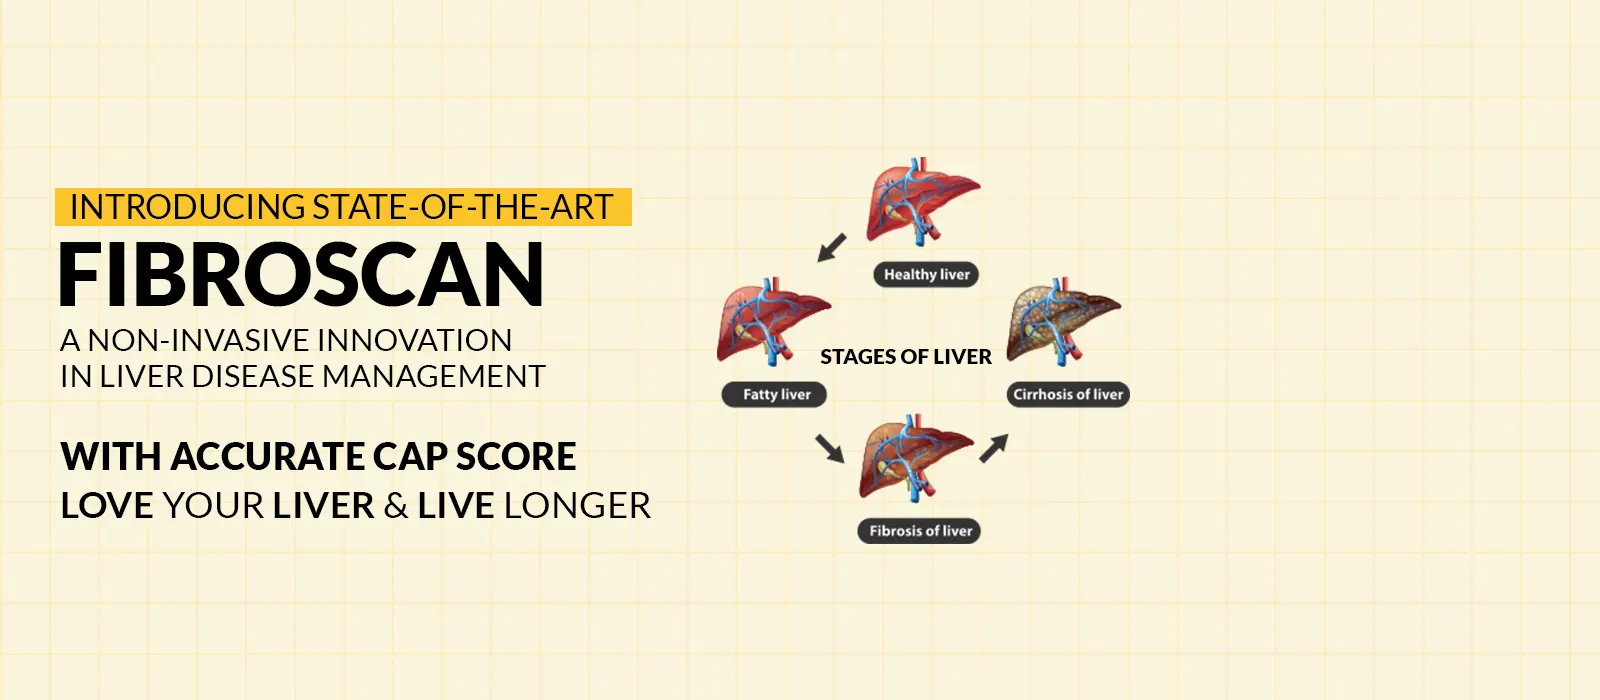 INTRODUCING STATE-OF-THE-ART
FIBROSCAN
A NON-INVASIVE INNOVATION
IN LIVER DISEASE MANAGEMENT
WITH ACCURATE CAP SCORE
LOVE YOUR LIVER & LIVE LONGER
Healthy liver
Fatty liver
STAGES OF LIVER
Cirrhosis of liver
Fibrosis of liver